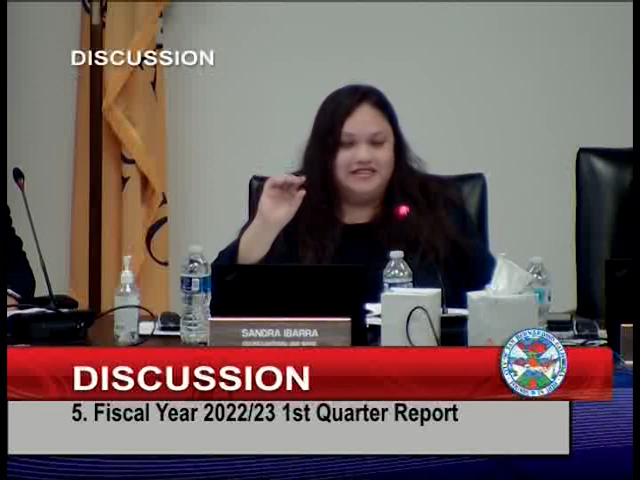 DISCUSSION
SANDRA IBARRA
DISCUSSION
5. Fiscal Year 2022/23 1st Quarter Report